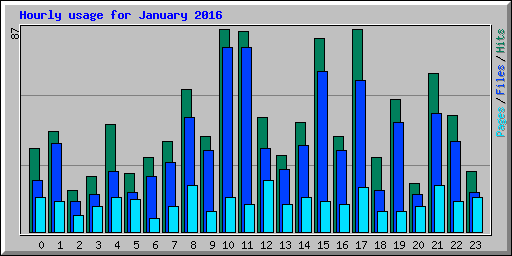 Hourly usage for January 2016
87
Pages/Files/Hits
0 1 2 3 4 5 6 7 8 9 10 11 12 13 14 15 16 17 18 19 20 21 22 23